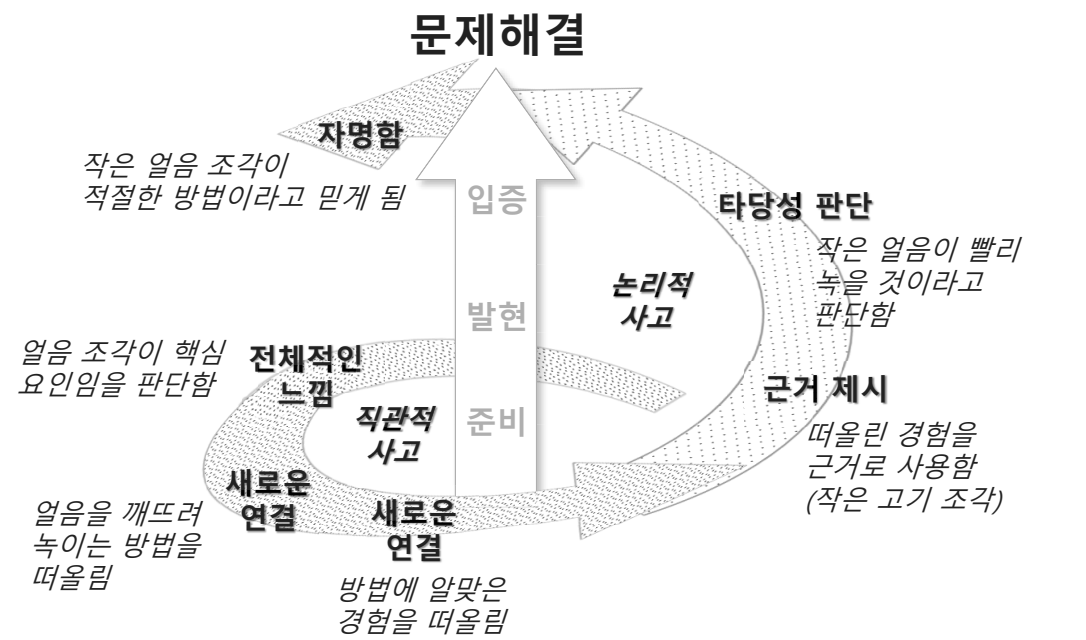 문제해결
자명함
작은 얼음 조각이
적절한 방법이라고 믿게 됨
입증
타당성 판단
작은 얼음이 빨리
녹을 것이라고
판단함
논리적
사고
발현
얼음 조각이 핵심
요인임을 판단함
전체적인
느낌
직관적
사고
준비
근거 제시
떠올린 경험을
근거로 사용함
(작은 고기 조각)
새로운
연결
얼음을 깨뜨려
녹이는 방법을
떠올림
새로운
연결
방법에 알맞은
경험을 떠올림